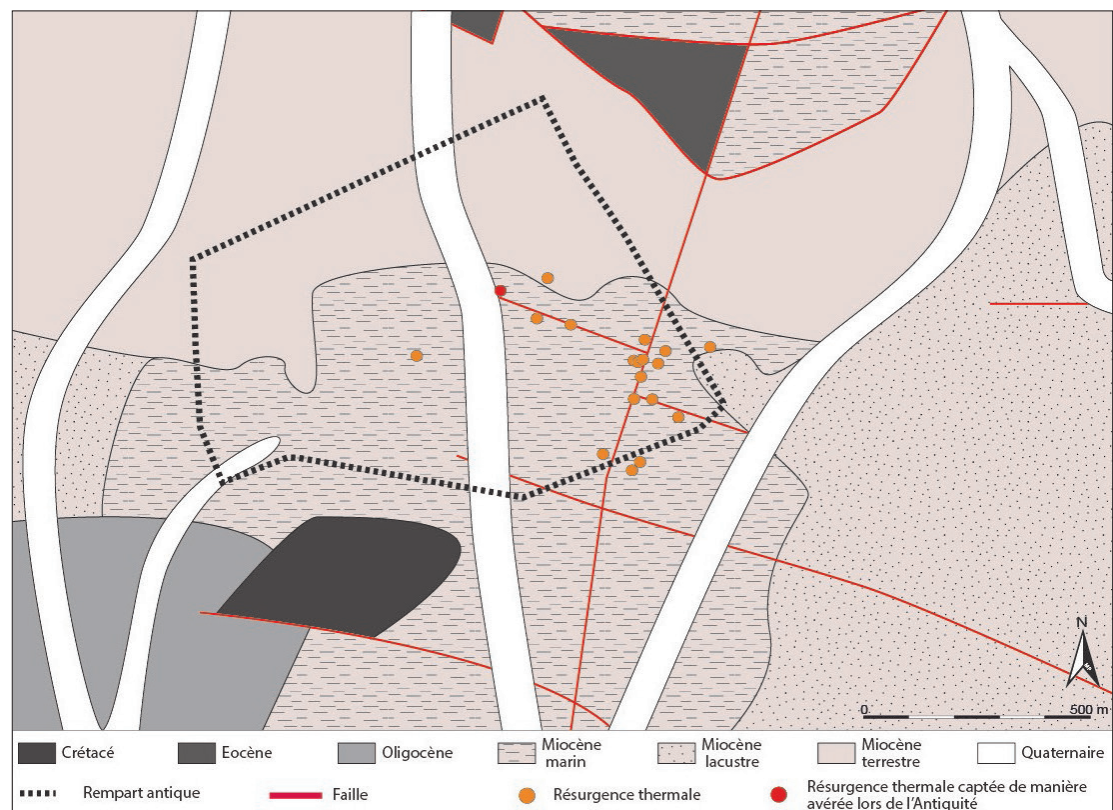 N
MP
0
500 m
Crétacé
Eocène
Oligocène
Miocène
marin
Miocène
lacustre
Miocène
terrestre
Quaternaire
Rempart antique
Faille
Résurgence thermale
Résurgence thermale captée de manière
avérée lors de l'Antiquité